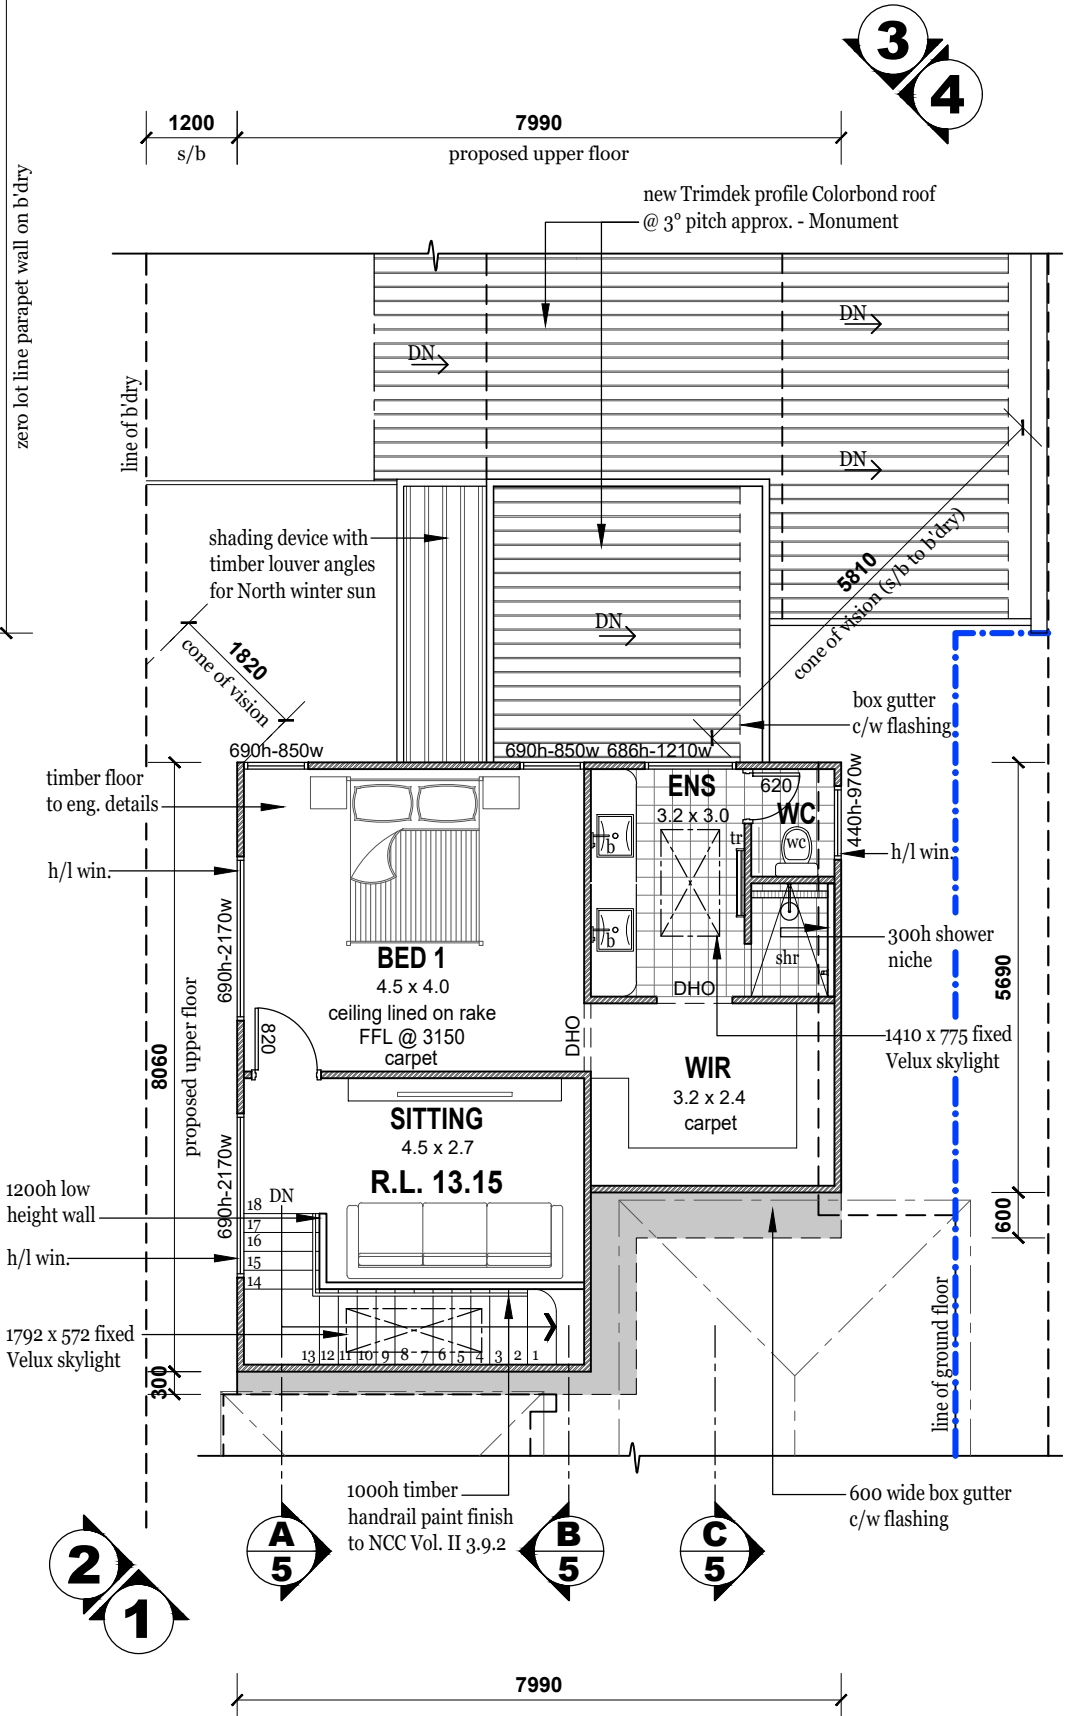 3
4
1200
s/b
7990
proposed upper floor
zero lot line parapet wall on b'dry
new Trimdek profile Colorbond roof
@ 3° pitch approx. - Monument
line of b'dry
DN
DN
DN
shading device with
timber louver angles
for North winter sun
5810
cone of vision (s/b to b'dry)
DN
1820
cone of vision
box gutter
c/w flashing
690h-850w
690h-850w
686h-1210w
timber floor
to eng. details
ENS
3.2 x 3.0
620
WC
wc
440h-970w
tr
b
h/l win.
h/l win.
690h-2170w
b
300h shower
niche
shr
BED 1
4.5 x 4.0
ceiling lined on rake
FFL @ 3150
carpet
DHO
5690
820
DHO
1410 x 775 fixed
Velux skylight
8060
proposed upper floor
WIR
3.2 x 2.4
carpet
SITTING
4.5 x 2.7
R.L. 13.15
690h-2170w
1200h low
height wall
DN
18
17
16
15
14
600
h/l win.
1792 x 572 fixed
Velux skylight
13 12 11 10 9 8 7 6 5 4 3 2 1
300
line of ground floor
1000h timber
handrail paint finish
to NCC Vol. II 3.9.2
600 wide box gutter
c/w flashing
A
5
B
5
C
5
2
1
7990